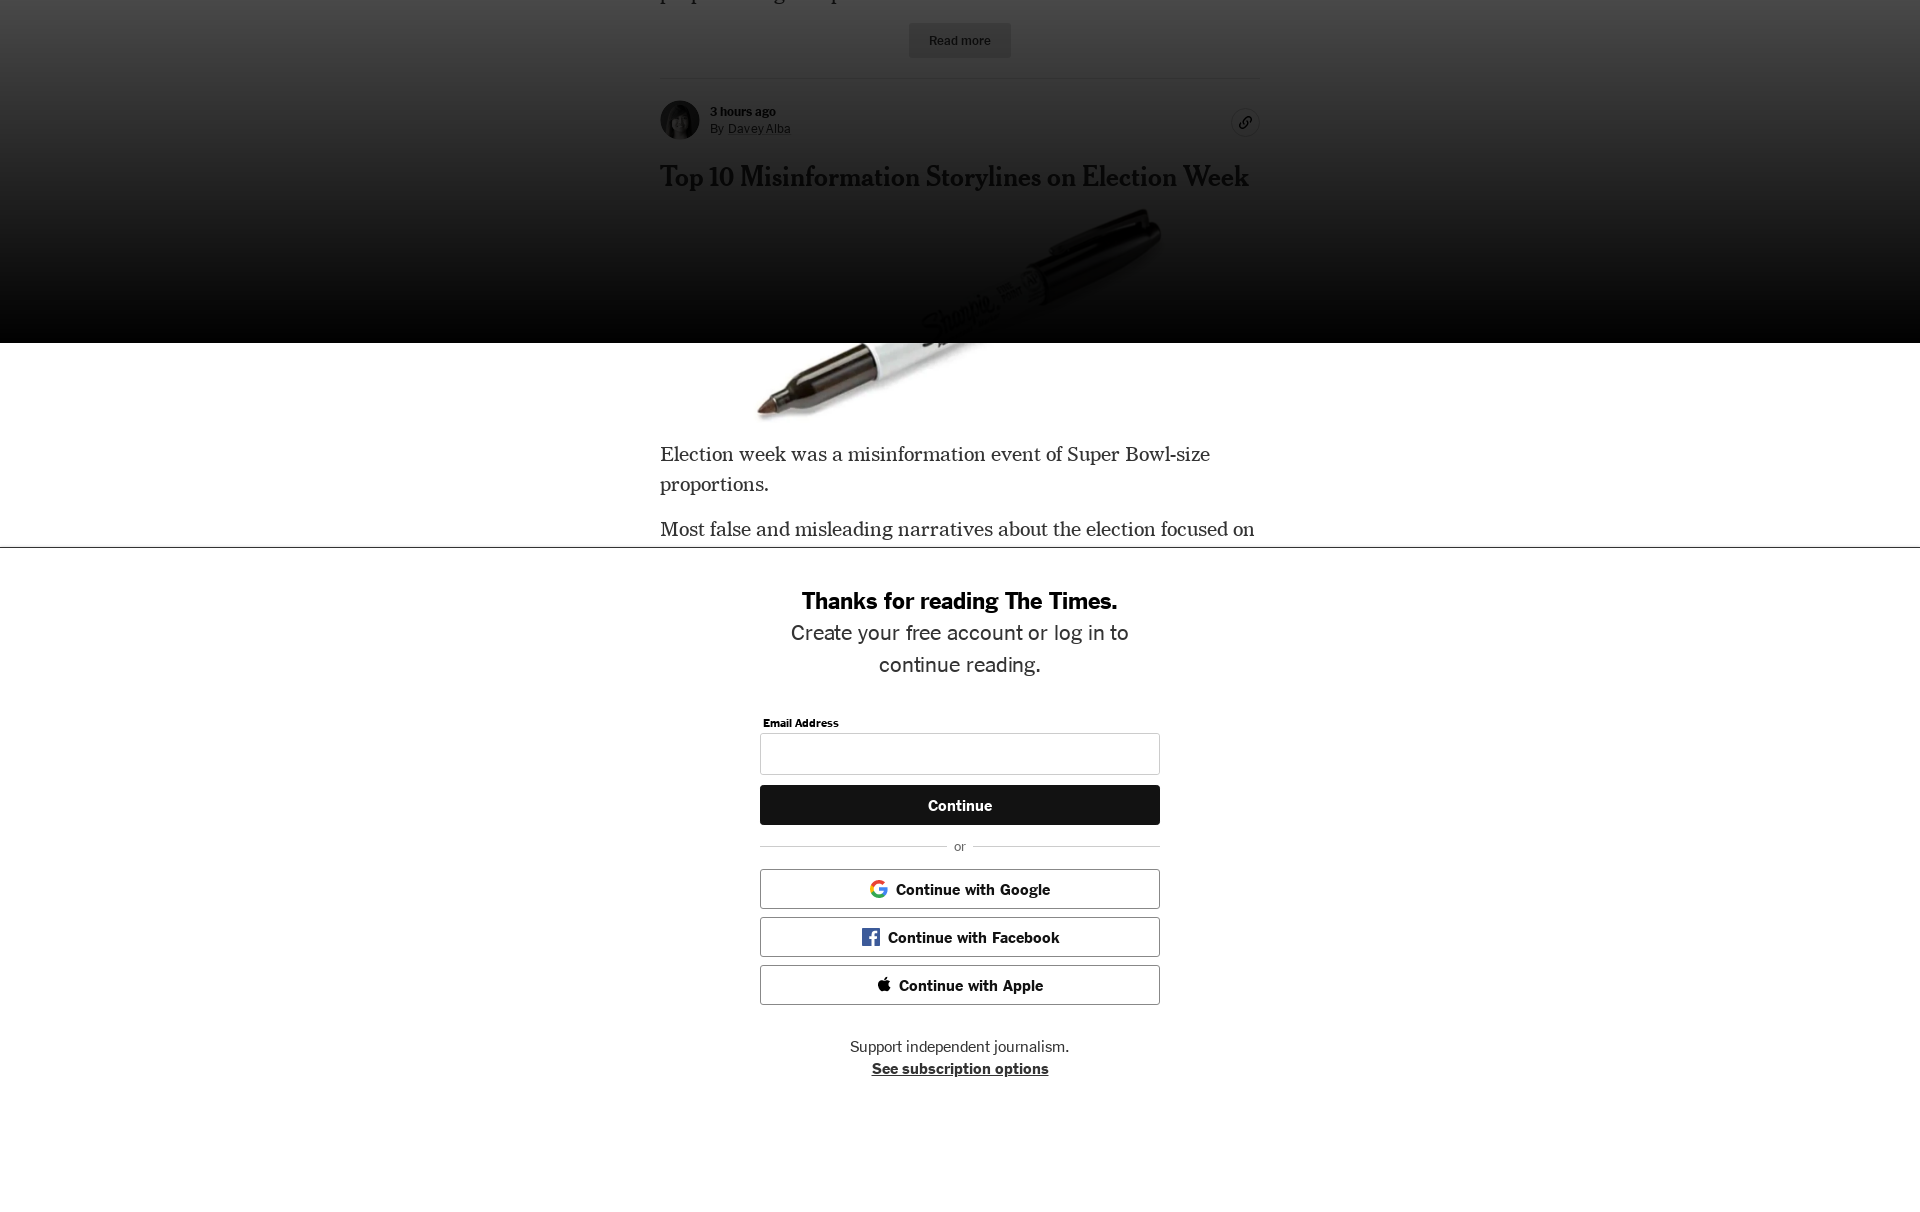 Read more
3 hours ago
By Davey Alba
Top 10 Misinformation Storylines on Election Week
Sharpie
Election week was a misinformation event of Super Bowl-size
proportions.
Most false and misleading narratives about the election focused on
Thanks for reading The Times.
Create your free account or log in to
continue reading.
Email Address
Continue
or
Continue with Google
Continue with Facebook
Continue with Apple
Support independent journalism.
See subscription options